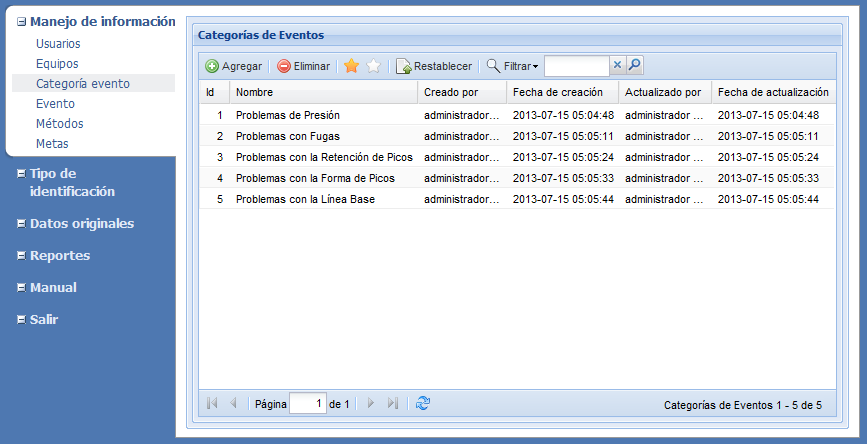 Manejo de información
Usuarios
Equipos
Categoría evento
Evento
Métodos
Metas
Tipo de
identificación
Datos originales
Reportes
Manual
Salir
Categorías de Eventos
Agregar Eliminar Restablecer Filtrar
Id Nombre Creado por Fecha de creación Actualizado por Fecha de actualización
1 Problemas de Presión administrador... 2013-07-15 05:04:48 administrador ... 2013-07-15 05:04:48
2 Problemas con Fugas administrador... 2013-07-15 05:05:11 administrador ... 2013-07-15 05:05:11
3 Problemas con la Retención de Picos administrador... 2013-07-15 05:05:24 administrador ... 2013-07-15 05:05:24
4 Problemas con la Forma de Picos administrador... 2013-07-15 05:05:33 administrador ... 2013-07-15 05:05:33
5 Problemas con la Línea Base administrador... 2013-07-15 05:05:44 administrador ... 2013-07-15 05:05:44
Página 1 de 1 Categorías de Eventos 1 - 5 de 5